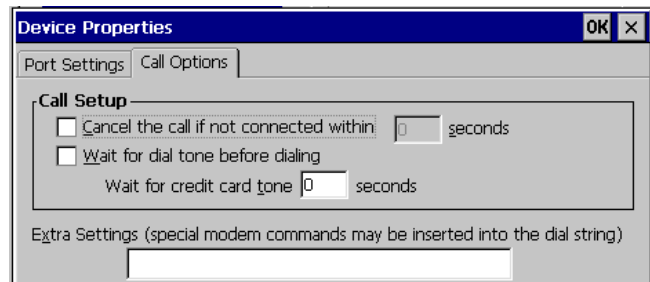 Device Properties OK ×
Port Settings Call Options
Call Setup
Cancel the call if not connected within 0 seconds
Wait for dial tone before dialing
Wait for credit card tone 0 seconds
Extra Settings (special modem commands may be inserted into the dial string)